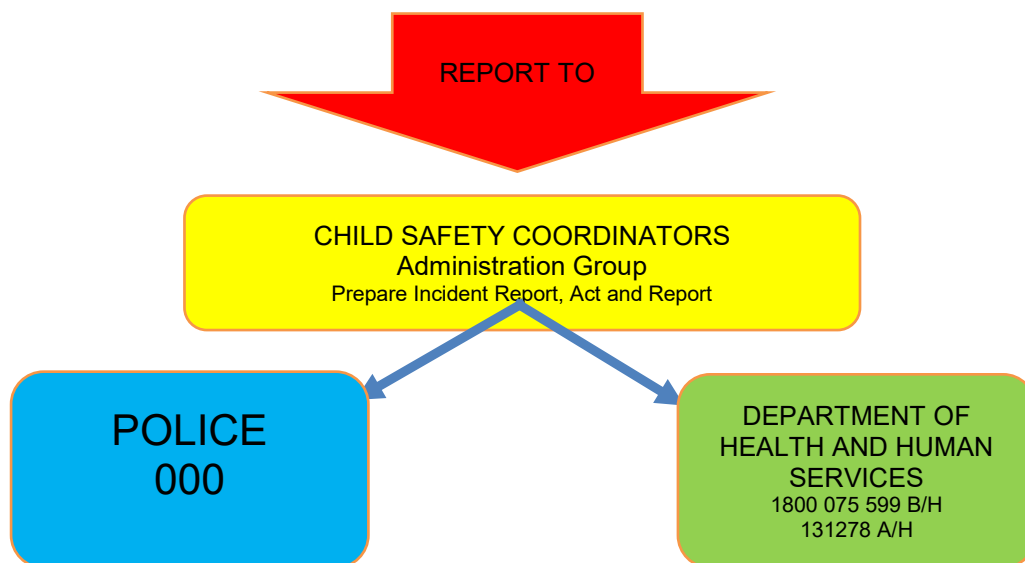 REPORT TO
CHILD SAFETY COORDINATORS
Administration Group
Prepare Incident Report, Act and Report
POLICE
000
DEPARTMENT OF
HEALTH AND HUMAN
SERVICES
1800 075 599 B/H
131278 A/H